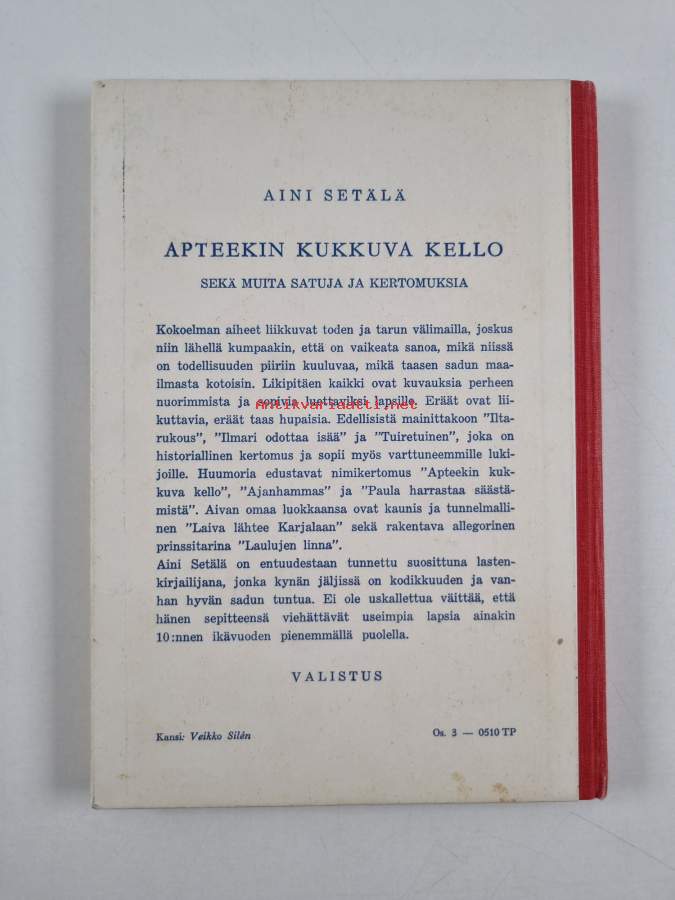 AINI SETÄLÄ
APTEEKIN KUKKUVA KELLO
SEKÄ MUITA SATUJA JA KERTOMUKSIA
Kokoelman aiheet liikkuvat toden ja tarun välimailla, joskus
niin lähellä kumpaakin, että on vaikeata sanoa, mikä niissä
on todellisuuden piiriin kuuluvaa, mikä taasen sadun maa-
ilmasta kotoisin. Likipitäen kaikki ovat kuvauksia perheen
nuorimmista ja sopivia luettaviksi lapsille. Eräät ovat lii-
Antikvariaatti.net
kuttavia, eräät taas hupaisia. Edellisistä mainittakoon "Ilta-
rukous", "Ilmari odottaa isää" ja "Tuiretuinen", joka on
historiallinen kertomus ja sopii myös varttuneemmille luki-
joille. Huumoria edustavat nimikertomus "Apteekin kuk-
kuva kello", "Ajanhammas" ja "Paula harrastaa säästä-
mistä". Aivan omaa luokkaansa ovat kaunis ja tunnelmalli-
nen "Laiva lähtee Karjalaan" sekä rakentava allegorinen
prinssitarina "Laulujen linna".
Aini Setälä on entuudestaan tunnettu suosittuna lasten-
kirjailijana, jonka kynän jäljissä on kodikkuuden ja van-
han hyvän sadun tuntua. Ei ole uskallettua väittää, että
hänen sepitteensä viehättävät useimpia lapsia ainakin
10:nnen ikävuoden pienemmällä puolella.
VALISTUS
Kansi: Veikko Silén
Os. 3 — 0510 TP